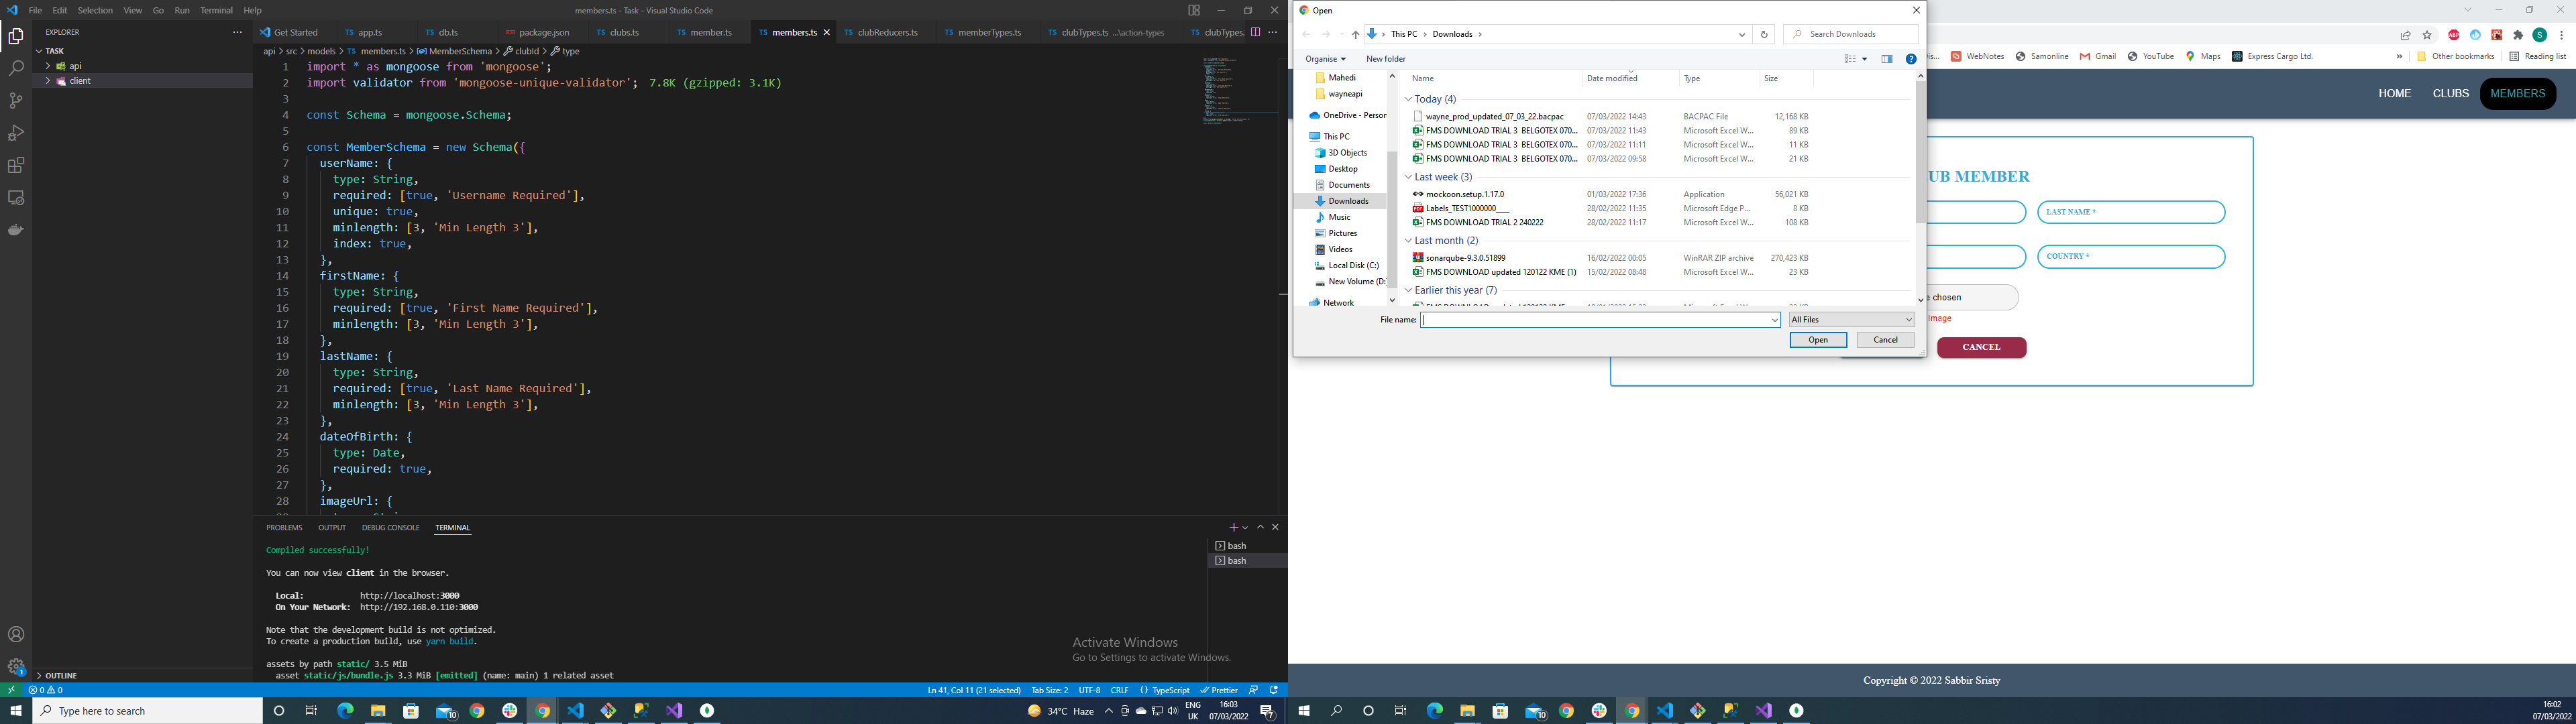 File Edit Selection View Go Run Terminal Help
members.ts - Task - Visual Studio Code
EXPLORER
TASK
api
client
OUTLINE
Get Started
app.ts
db.ts
package.json
clubs.ts
member.ts
members.ts
clubReducers.ts
memberTypes.ts
clubTypes.ts ...\action-types
clubTypes.
api > src > models > TS members.ts > MemberSchema > clubId > type
1 import * as mongoose from 'mongoose';
2 import validator from 'mongoose-unique-validator'; 7.8K (gzipped: 3.1K)
3
4 const Schema = mongoose.Schema;
5
6 const MemberSchema = new Schema({
7 userName: {
8 type: String,
9 required: [true, 'Username Required'],
10 unique: true,
11 minlength: [3, 'Min Length 3'],
12 index: true,
13 },
14 firstName: {
15 type: String,
16 required: [true, 'First Name Required'],
17 minlength: [3, 'Min Length 3'],
18 },
19 lastName: {
20 type: String,
21 required: [true, 'Last Name Required'],
22 minlength: [3, 'Min Length 3'],
23 },
24 dateOfBirth: {
25 type: Date,
26 required: true,
27 },
28 imageUrl: {
PROBLEMS OUTPUT DEBUG CONSOLE TERMINAL
Compiled successfully!
You can now view client in the browser.
Local: http://localhost:3000
On Your Network: http://192.168.0.110:3000
Note that the development build is not optimized.
To create a production build, use yarn build.
assets by path static/ 3.5 MiB
asset static/js/bundle.js 3.3 MiB [emitted] (name: main) 1 related asset
bash
bash
Activate Windows
Go to Settings to activate Windows.
0 0
Ln 41, Col 11 (21 selected) Tab Size: 2 UTF-8 CRLF TypeScript Prettier
Type here to search
10
34°C Haze
ENG
UK
16:03
07/03/2022
7
Open
This PC > Downloads >
Search Downloads
Organise New folder
Mahedi
wayneapi
OneDrive - Person
This PC
3D Objects
Desktop
Documents
Downloads
Music
Pictures
Videos
Local Disk (C:)
New Volume (D:
Network
Name Date modified Type Size
Today (4)
wayne_prod_updated_07_03_22.bacpac 07/03/2022 14:43 BACPAC File 12,168 KB
FMS DOWNLOAD TRIAL 3 BELGOTEX 070... 07/03/2022 11:43 Microsoft Excel W... 89 KB
FMS DOWNLOAD TRIAL 3 BELGOTEX 070... 07/03/2022 11:11 Microsoft Excel W... 11 KB
FMS DOWNLOAD TRIAL 3 BELGOTEX 070... 07/03/2022 09:58 Microsoft Excel W... 21 KB
Last week (3)
mockoon.setup.1.17.0 01/03/2022 17:36 Application 56,021 KB
Labels_TEST1000000____ 28/02/2022 11:35 Microsoft Edge P... 8 KB
FMS DOWNLOAD TRIAL 2 240222 28/02/2022 11:17 Microsoft Excel W... 108 KB
Last month (2)
sonarqube-9.3.0.51899 16/02/2022 00:05 WinRAR ZIP archive 270,423 KB
FMS DOWNLOAD updated 120122 KME (1) 15/02/2022 08:48 Microsoft Excel W... 23 KB
Earlier this year (7)
File name:
All Files
Open Cancel
is... WebNotes Samonline YouTube Gmail Maps Express Cargo Ltd. » Other bookmarks Reading list
HOME CLUBS MEMBERS
UB MEMBER
LAST NAME *
COUNTRY *
chosen
Image
CANCEL
Copyright © 2022 Sabbir Sristy
10
16:02
07/03/2022